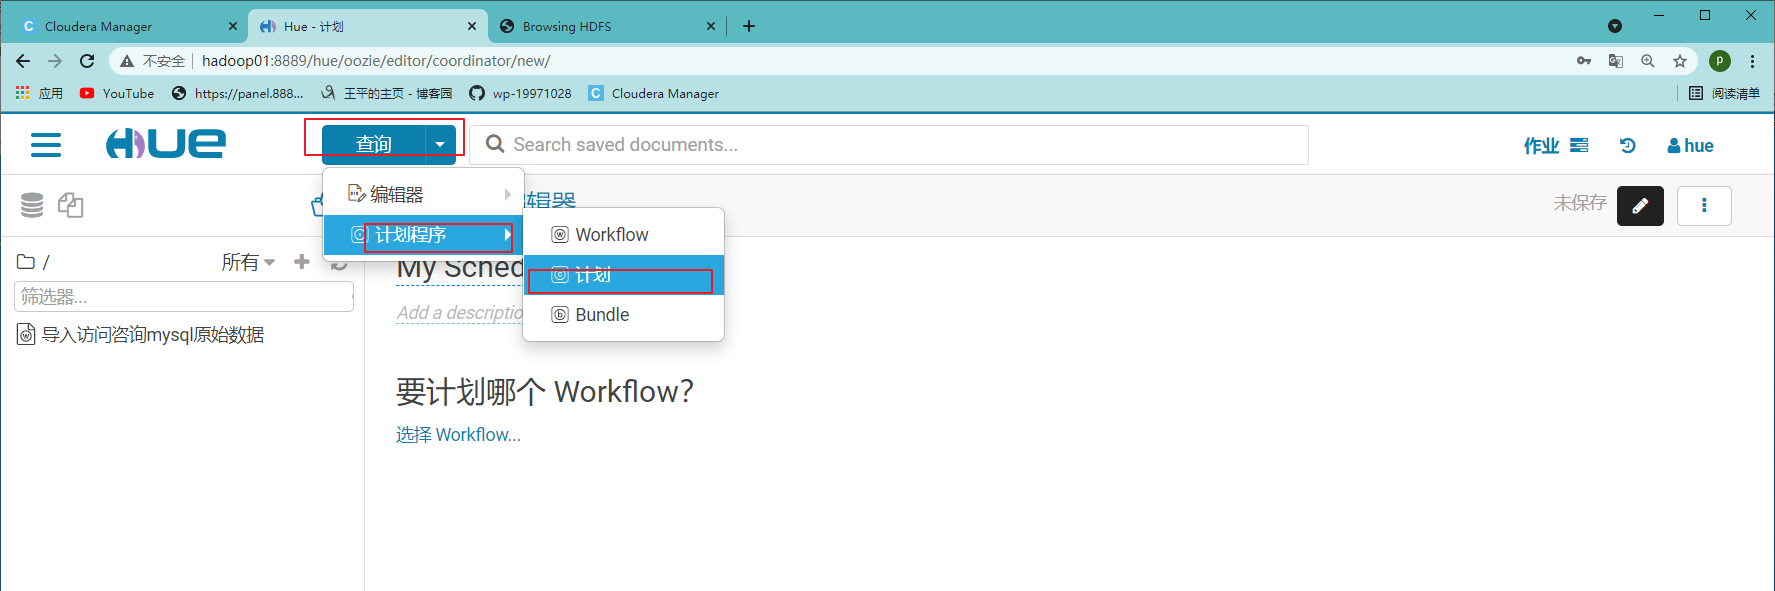 Cloudera Manager
Hue - 计划
Browsing HDFS
不安全
hadoop01:8889/hue/oozie/editor/coordinator/new/
P
应用
YouTube
https://panel.888...
王平的主页 - 博客园
wp-19971028
C Cloudera Manager
阅读清单
HUE
查询
Search saved documents...
作业
hue
编辑器
辑器
未保存
计划程序
Workflow
/
所有
My Sched
计划
筛选器...
Add a descriptio
Bundle
导入访问咨询mysql原始数据
要计划哪个 Workflow?
选择 Workflow...